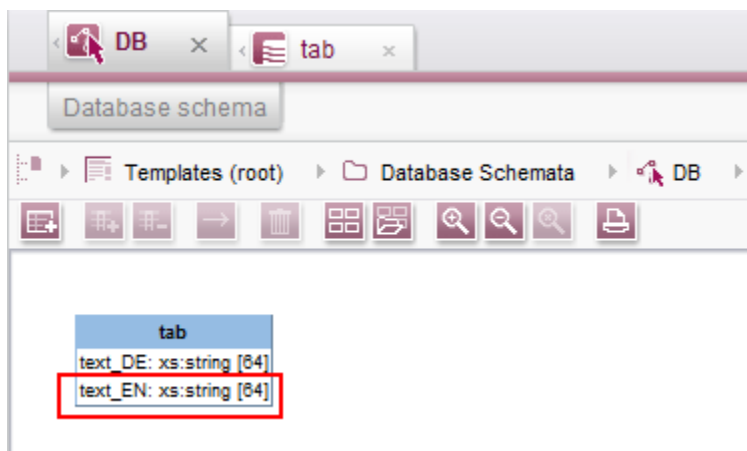 DB tab
Database schema
Templates (root) Database Schemata DB
tab
text_DE: xs:string [64]
text_EN: xs:string [64]